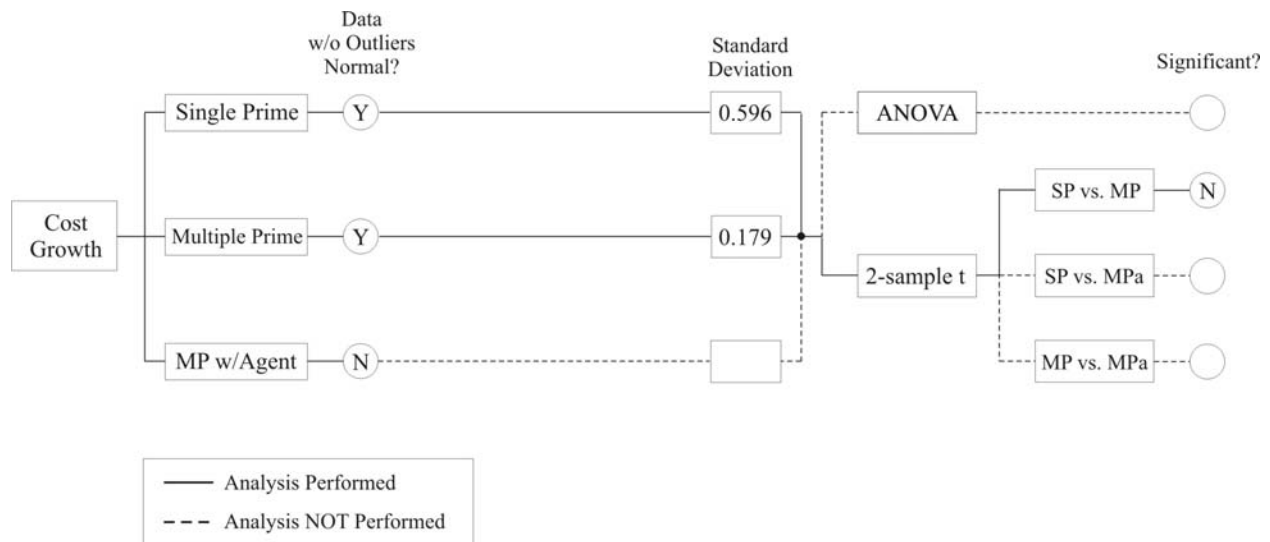 Data
w/o Outliers
Normal?
Standard
Deviation
Significant?
Single Prime
Y
0.596
ANOVA
SP vs. MP
N
Cost
Growth
Multiple Prime
Y
0.179
2-sample t
SP vs. MPa
MP w/Agent
N
MP vs. MPa
Analysis Performed
Analysis NOT Performed